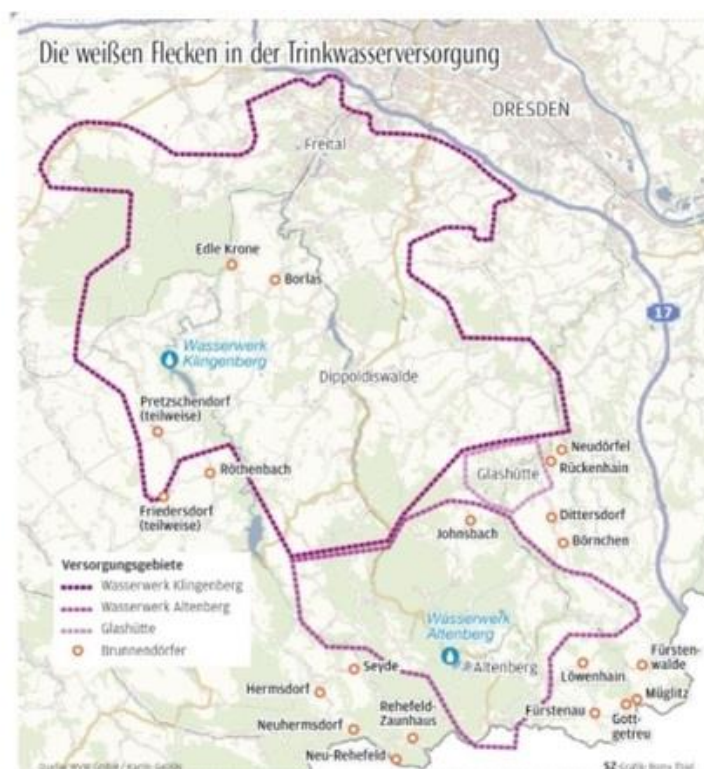 Die weißen Flecken in der Trinkwasserversorgung
DRESDEN
Freital
Edle Krone
Borlas
17
Wasserwerk
Klingenberg
Dippoldiswalde
Pretzschendorf
(teilweise)
Neudörfel
Rückenhain
Glashütte
Röthenbach
Friedersdorf
(teilweise)
Dittersdorf
Johnsbach
Börnchen
Versorgungsgebiete
Wasserwerk Klingenberg
Wasserwerk Altenberg
Glashütte
Brunnendörfer
Wasserwerk
Altenberg
Altenberg
Seyde
Löwenhain
Fürsten-
walde
Hermsdorf
Müglitz
Rehefeld-
Zaunhaus
Fürstenau
Gott-
getreu
Neuhermsdorf
Neu-Rehefeld
SZ